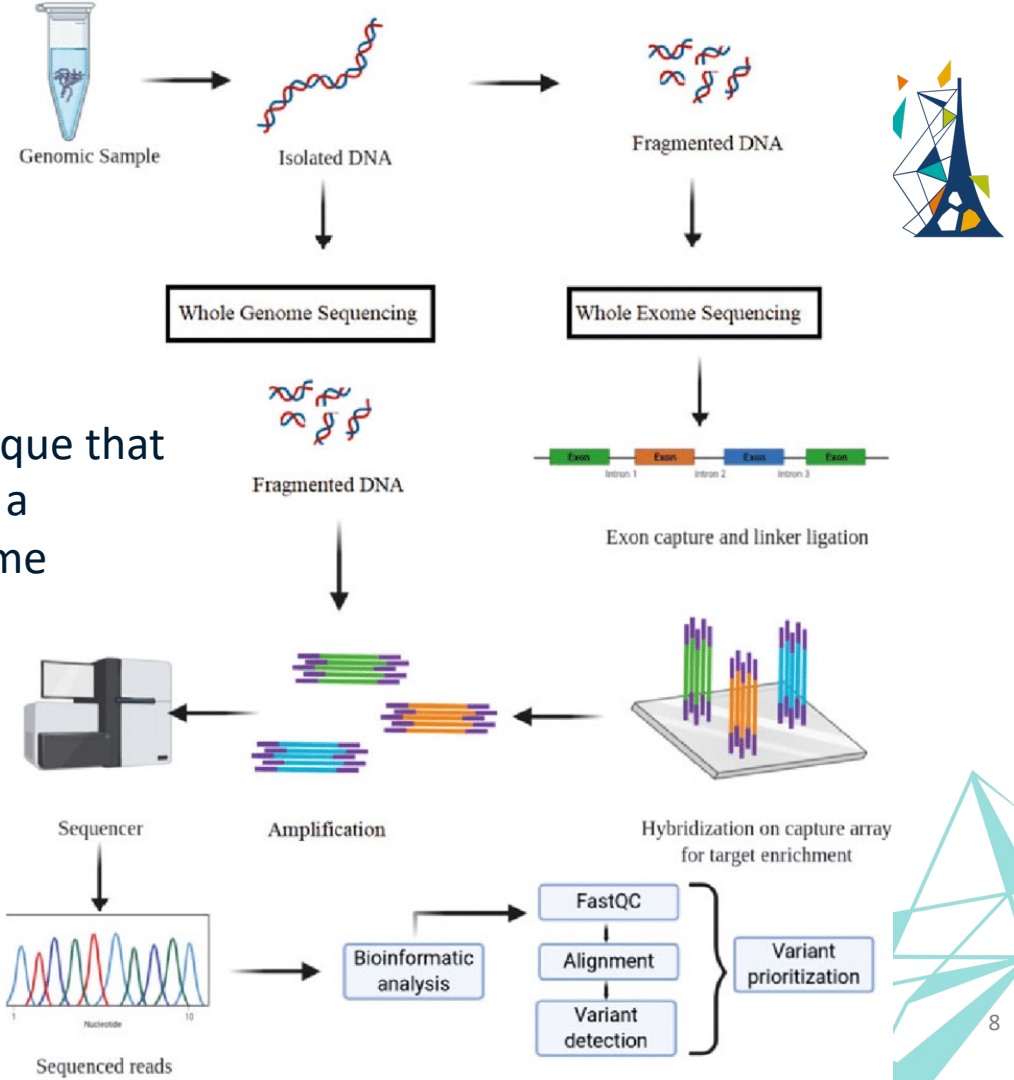 Genomic Sample
Isolated DNA
Fragmented DNA
Whole Genome Sequencing
Whole Exome Sequencing
que that
a
me
Fragmented DNA
Exon
Exon
Exon
Exon
Intron 1
Intron 2
Intron 3
Exon capture and linker ligation
Sequencer
Amplification
Hybridization on capture array
for target enrichment
FastQC
Bioinformatic
analysis
Alignment
Variant
detection
Variant
prioritization
1
Nucleotide
10
Sequenced reads
8